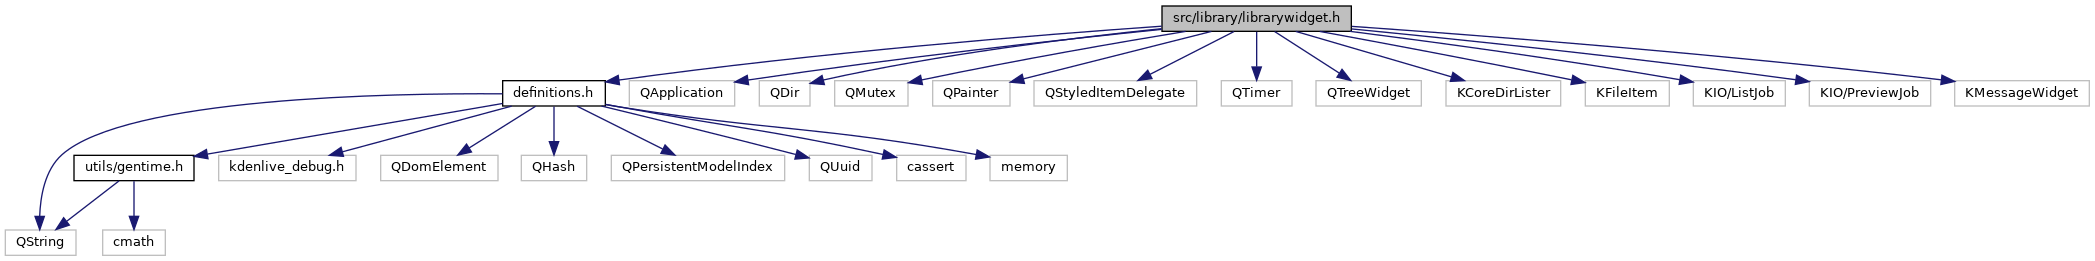 src/library/librarywidget.h
definitions.h
QApplication
QDir
QMutex
QPainter
QStyledItemDelegate
QTimer
QTreeWidget
KCoreDirLister
KFileItem
KIO/ListJob
KIO/PreviewJob
KMessageWidget
utils/gentime.h
kdenlive_debug.h
QDomElement
QHash
QPersistentModelIndex
QUuid
cassert
memory
QString
cmath